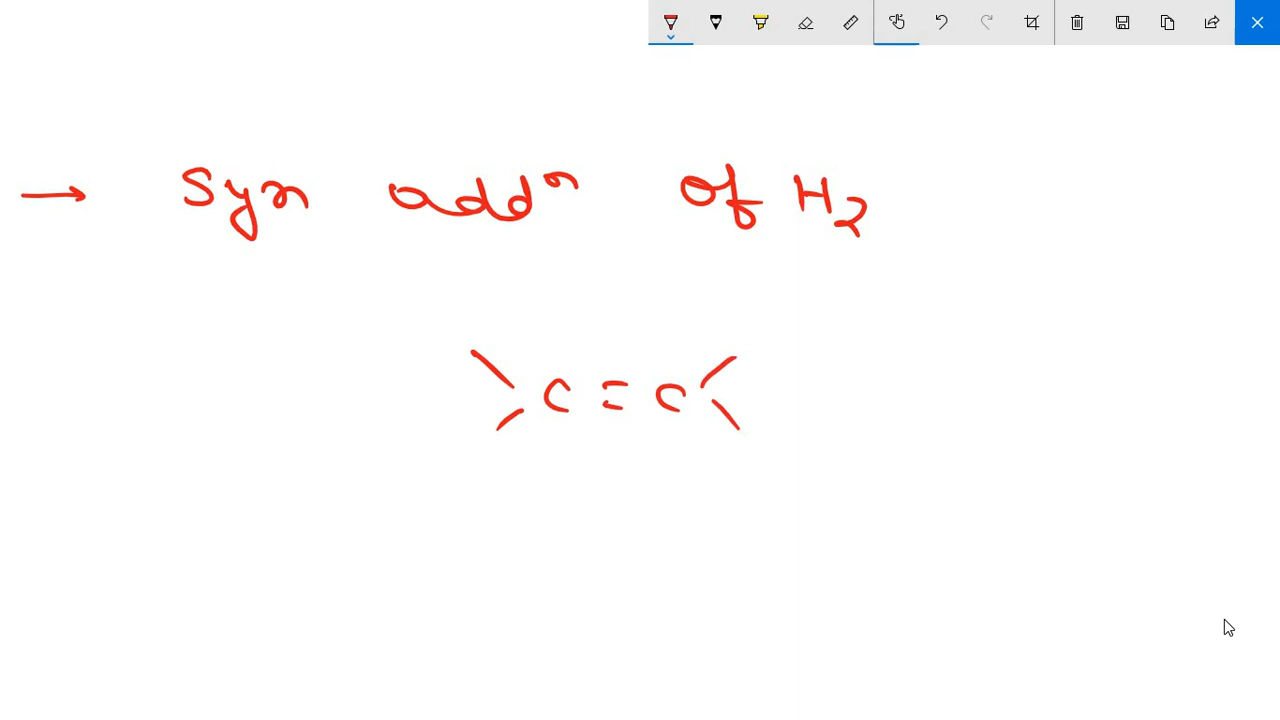 → Syn addⁿ of H₂
C = C